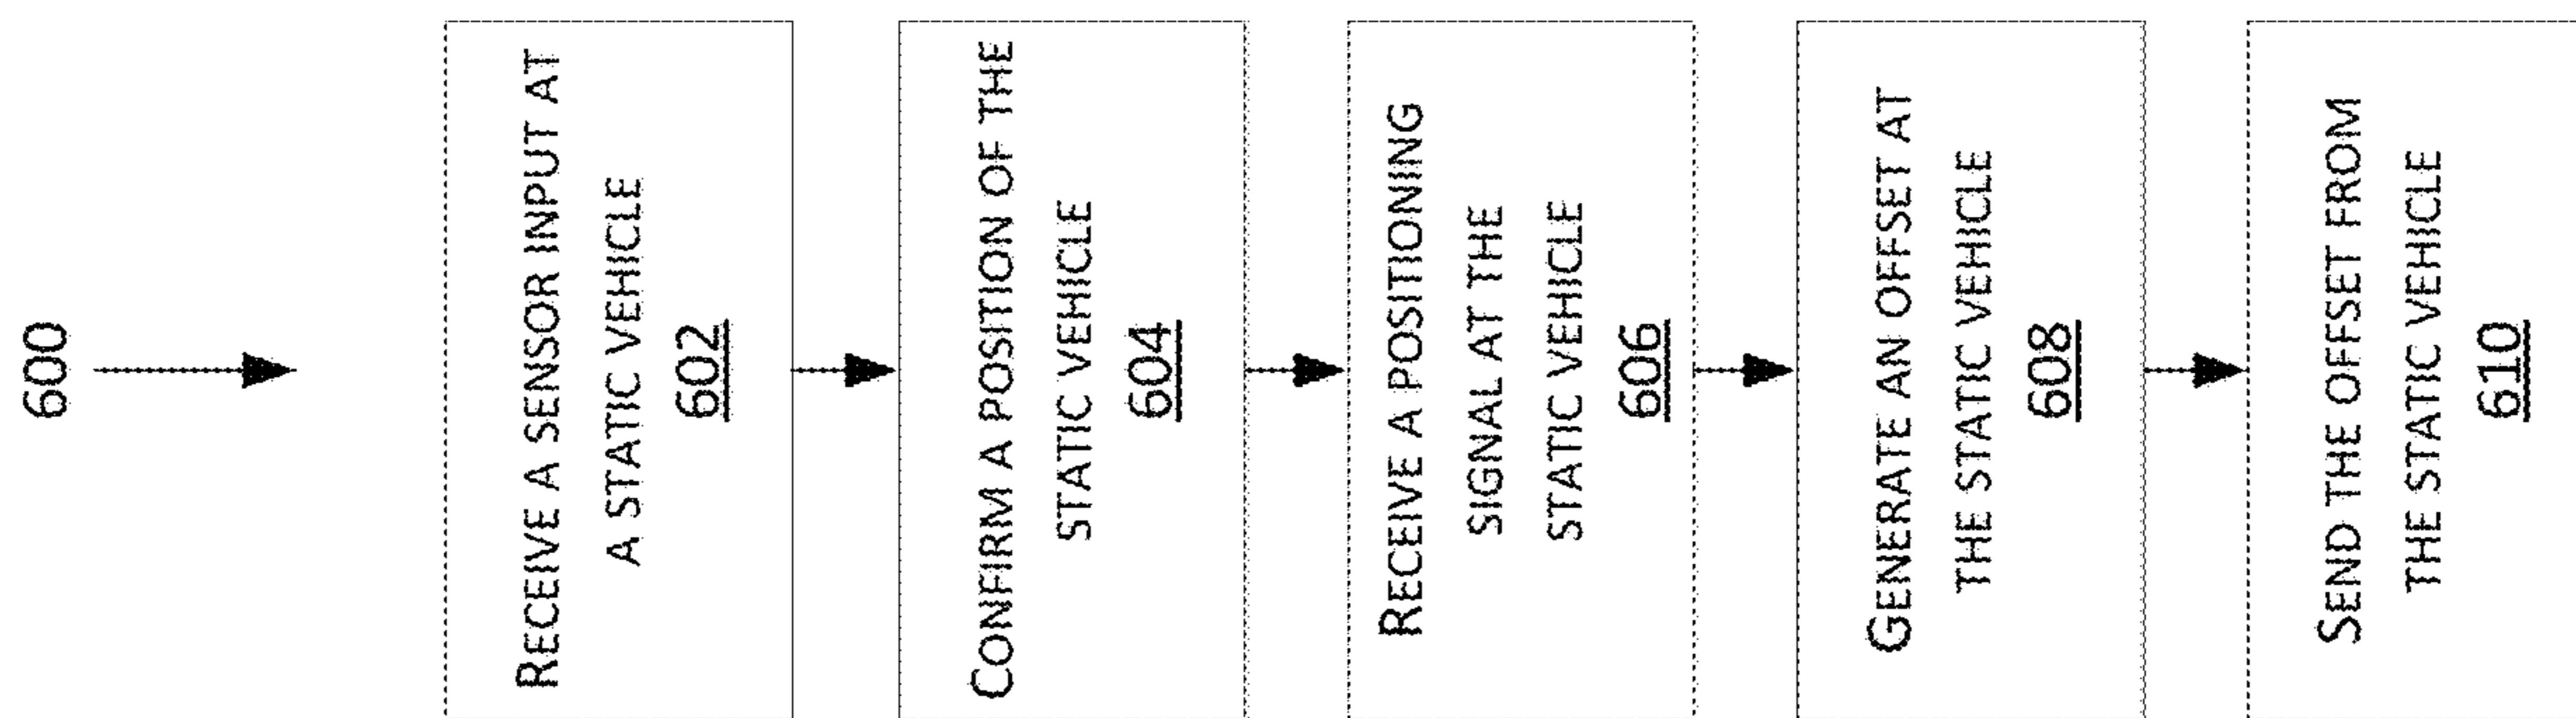 600
RECEIVE A SENSOR INPUT AT
A STATIC VEHICLE
602
CONFIRM A POSITION OF THE
STATIC VEHICLE
604
RECEIVE A POSITIONING
SIGNAL AT THE
STATIC VEHICLE
606
GENERATE AN OFFSET AT
THE STATIC VEHICLE
608
SEND THE OFFSET FROM
THE STATIC VEHICLE
610